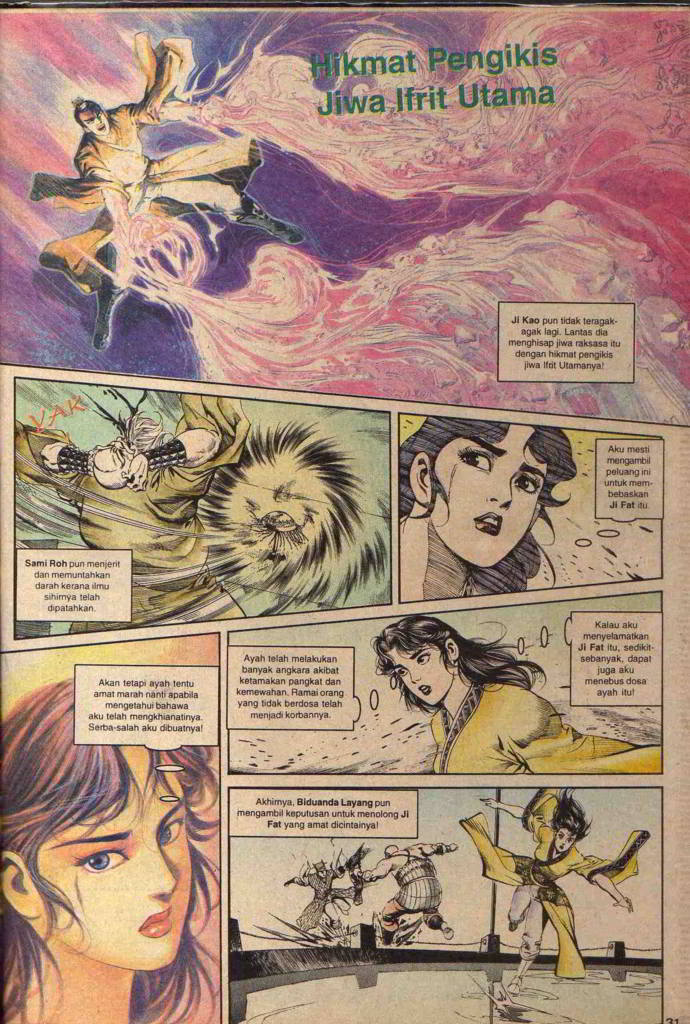 Hikmat Pengikis
Jiwa Ifrit Utama
Ji Kao pun tidak teragak-
agak lagi. Lantas dia
menghisap jiwa raksasa itu
dengan hikmat pengikis
jiwa Ifrit Utamanya!
YAK
Sami Roh pun menjerit
dan memuntahkan
darah kerana ilmu
sihirnya telah
dipatahkan.
Aku mesti
mengambil
peluang ini
untuk mem-
bebaskan
Ji Fat itu.
Akan tetapi ayah tentu
amat marah nanti apabila
mengetahui bahawa
aku telah mengkhianatinya.
Serba-salah aku dibuatnya!
Ayah telah melakukan
banyak angkara akibat
ketamakan pangkat dan
kemewahan. Ramai orang
yang tidak berdosa telah
menjadi korbannya.
Kalau aku
menyelamatkan
Ji Fat itu, sedikit-
sebanyak, dapat
juga aku
menebus dosa
ayah itu!
Akhirnya, Biduanda Layang pun
mengambil keputusan untuk menolong Ji
Fat yang amat dicintainya!
31